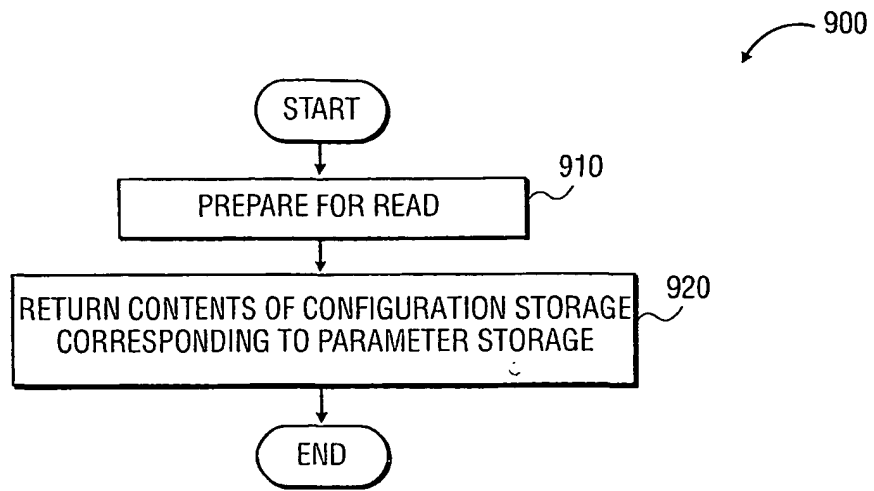 900
START
910
PREPARE FOR READ
920
RETURN CONTENTS OF CONFIGURATION STORAGE
CORRESPONDING TO PARAMETER STORAGE
END